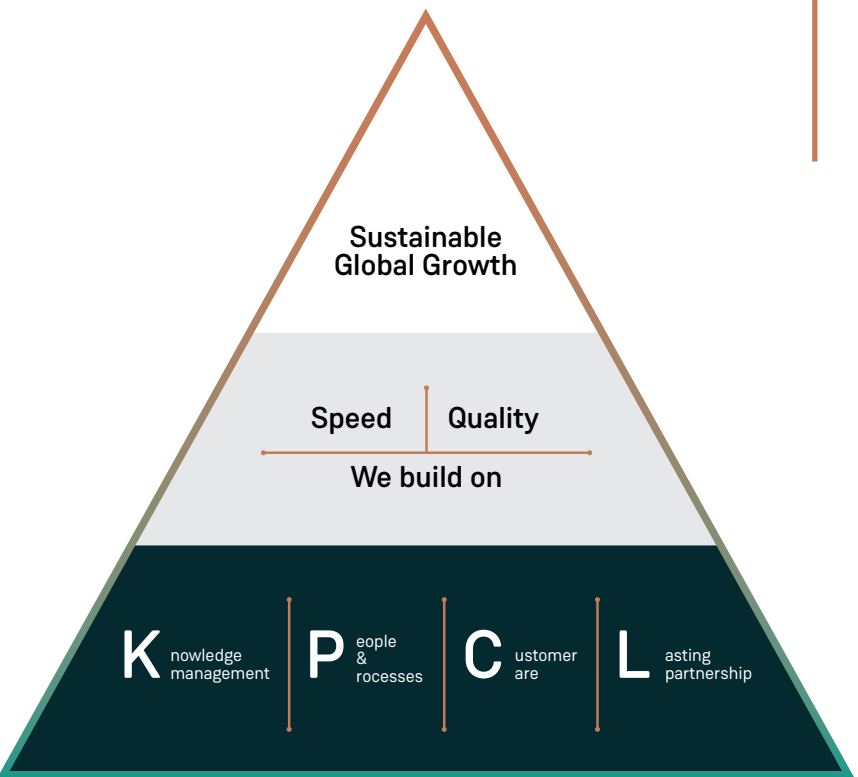 Sustainable
Global Growth
Speed
Quality
We build on
K nowledge
management
P eople
&
rocesses
C ustomer
are
L asting
partnership